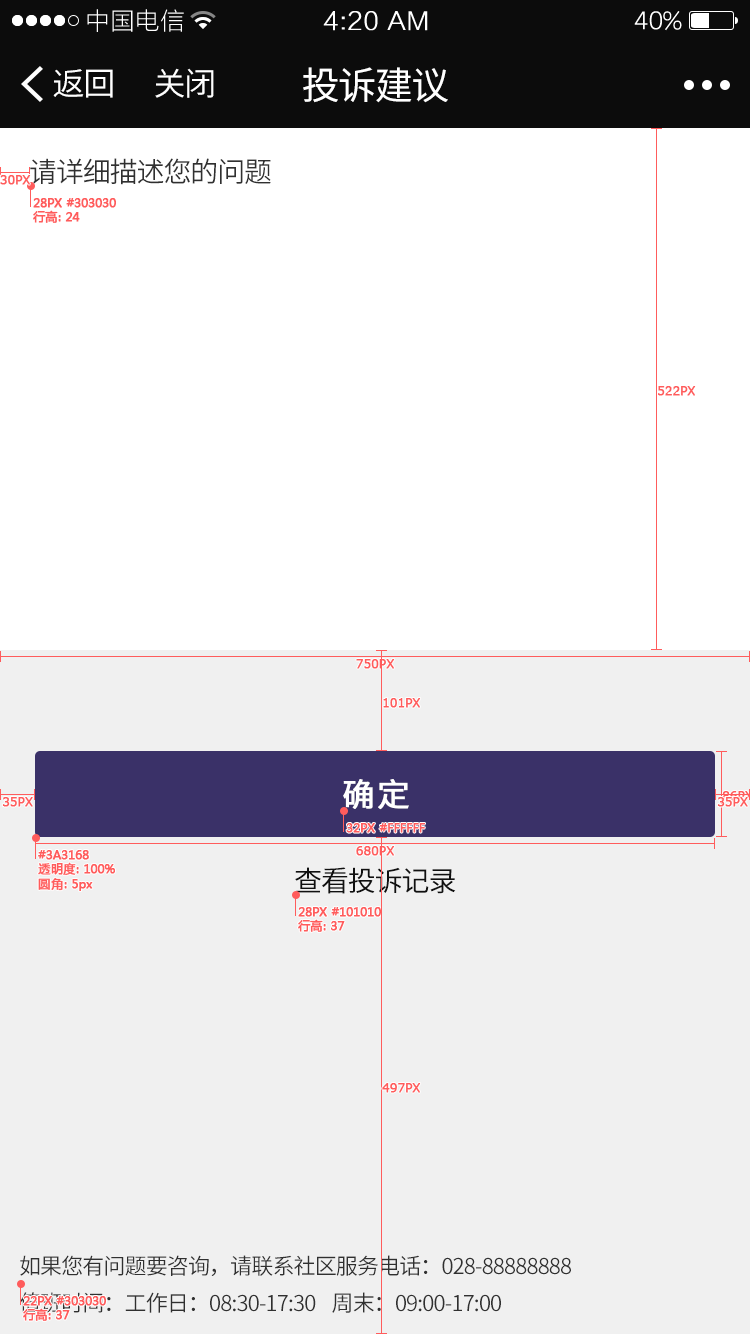 中国电信 4:20 AM 40%
返回 关闭 投诉建议
请详细描述您的问题
30PX
28PX #303030
行高: 24
522PX
750PX
101PX
确定
35PX
86PX
35PX
32PX #FFFFFF
680PX
#3A3168
透明度: 100%
圆角: 5px
查看投诉记录
28PX #101010
行高: 37
497PX
如果您有问题要咨询，请联系社区服务电话：028-88888888
值班时间：工作日：08:30-17:30 周末：09:00-17:00
22PX #303030
行高: 37